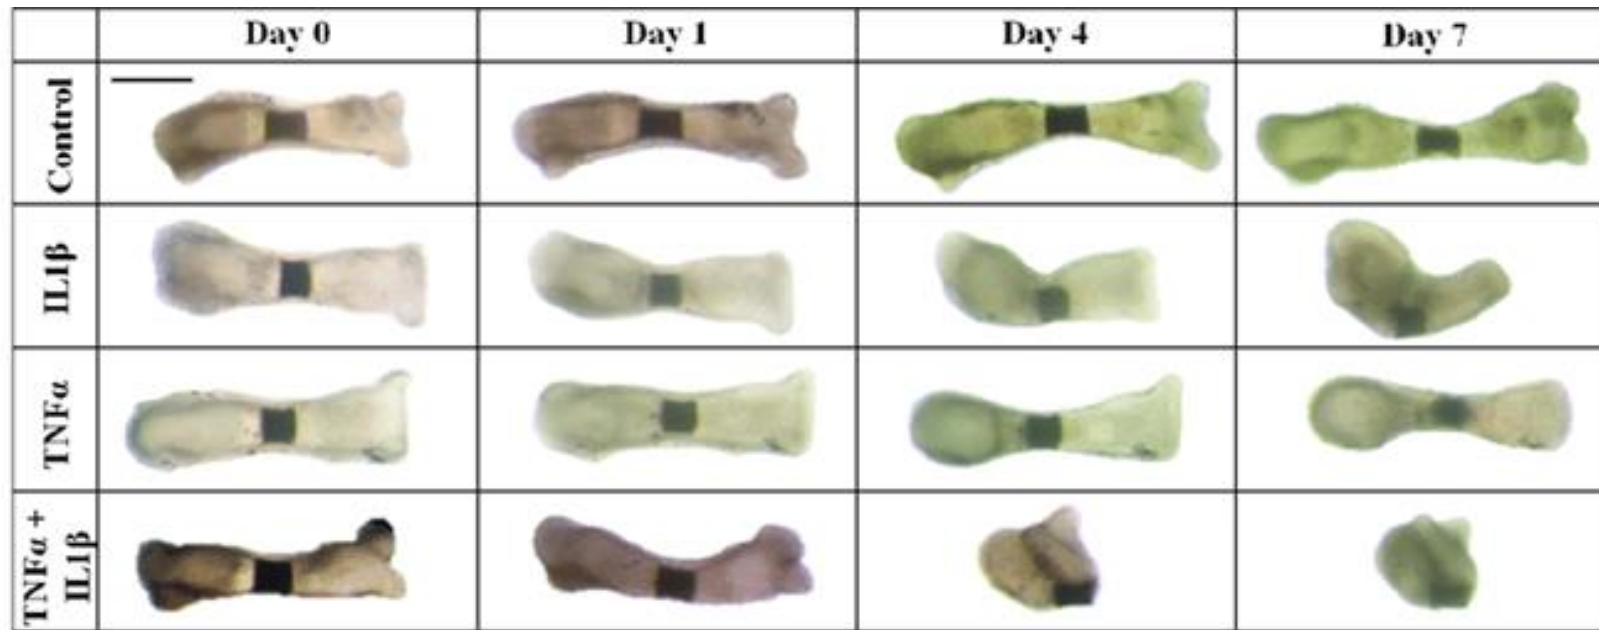 Day 0 Day 1 Day 4 Day 7
Control
IL1β
TNFα
TNFα +
IL1β